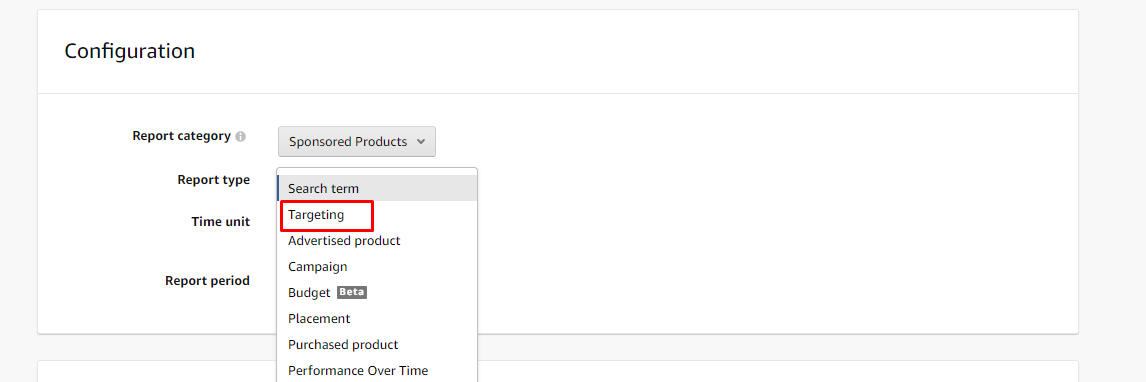 Configuration
Report category
Sponsored Products
Report type
Search term
Targeting
Time unit
Advertised product
Campaign
Report period
Budget Beta
Placement
Purchased product
Performance Over Time